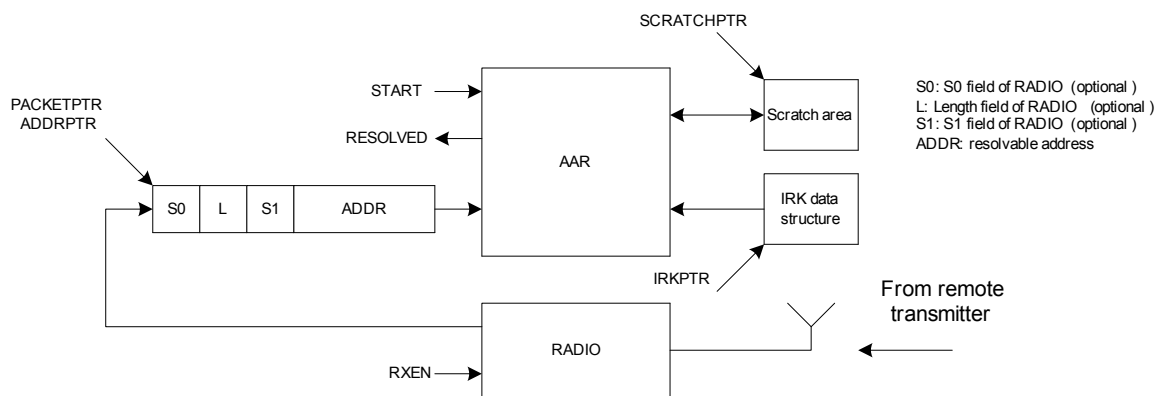 SCRATCHPTR
S0: S0 field of RADIO (optional )
L: Length field of RADIO (optional )
S1: S1 field of RADIO (optional )
ADDR: resolvable address
START
PACKETPTR
ADDRPTR
RESOLVED
AAR
Scratch area
S0
L
S1
ADDR
IRK data
structure
IRKPTR
From remote
transmitter
RADIO
RXEN